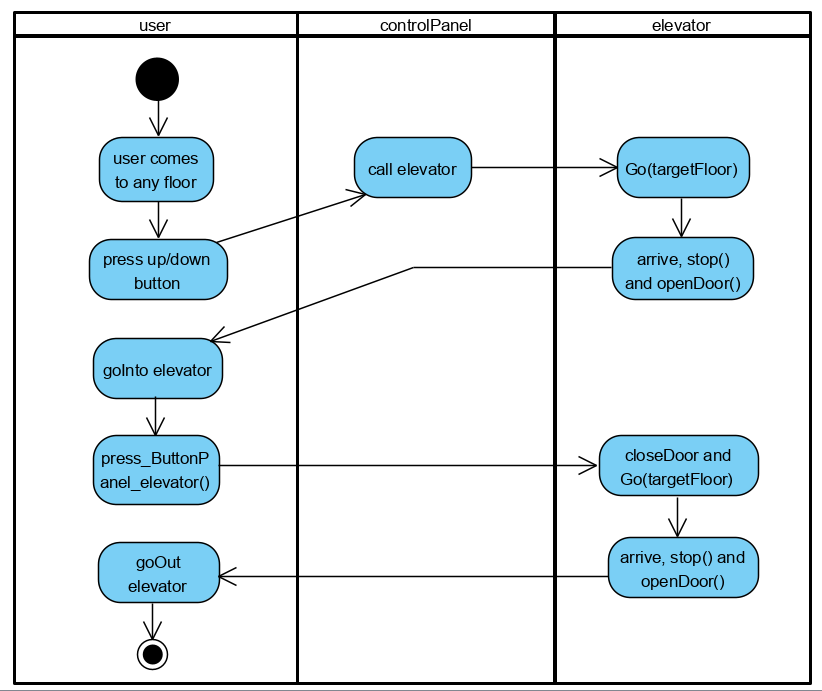 user
controlPanel
elevator
user comes
to any floor
call elevator
Go(targetFloor)
press up/down
button
arrive, stop()
and openDoor()
goInto elevator
press_ButtonP
anel_elevator()
closeDoor and
Go(targetFloor)
goOut
elevator
arrive, stop() and
openDoor()